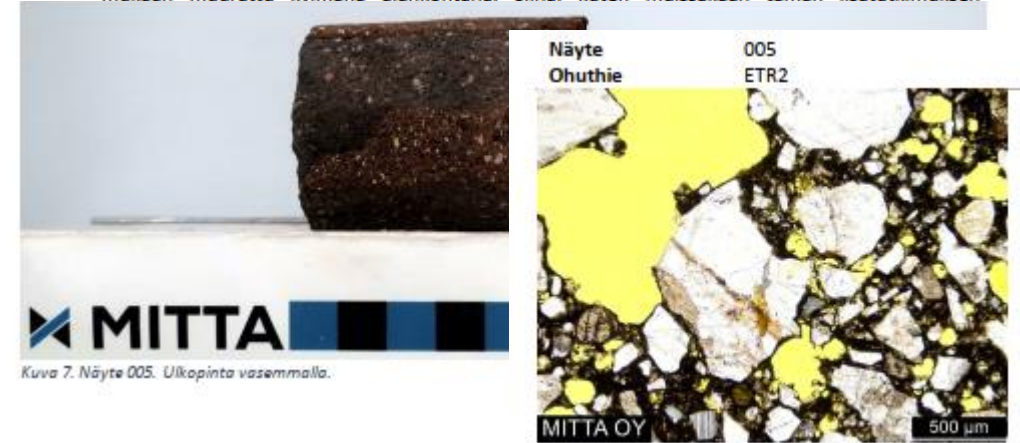 Näyte 005
Ohuthie ETR2
MITTA
Kuva 7. Näyte 005. Ulkopinta vasemmalla.
MITTA OY
500 µm